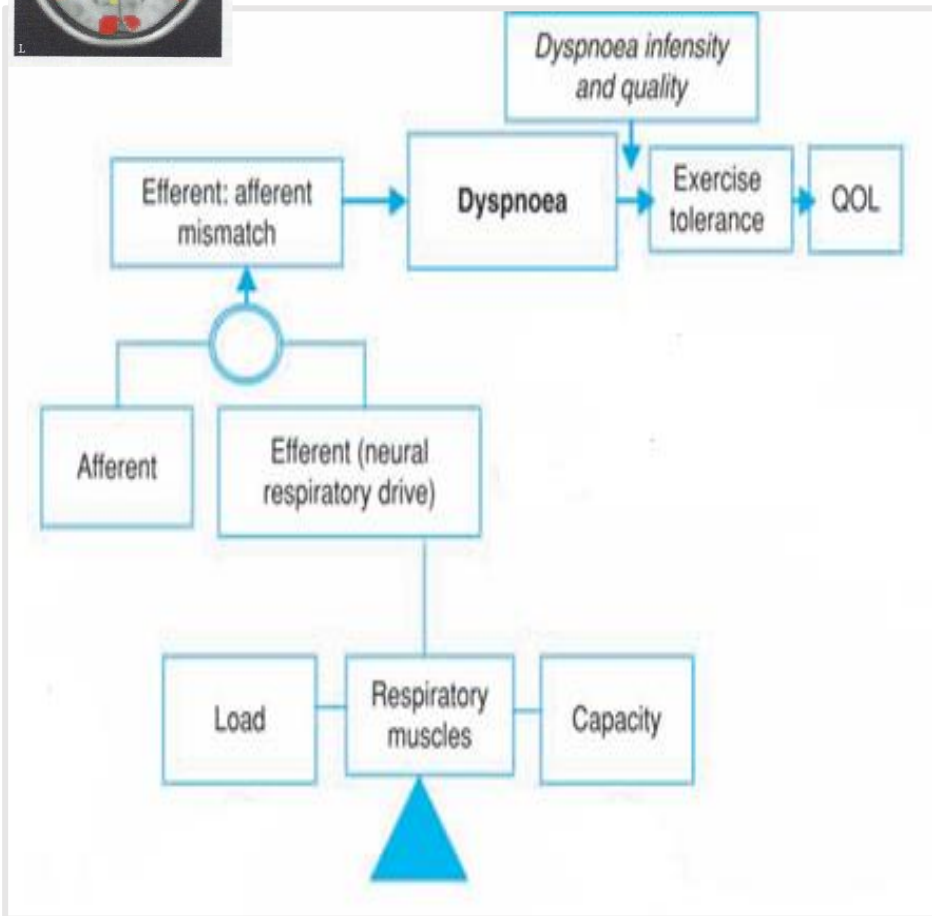 L
Dyspnoea infensity
and quality
Efferent: afferent
mismatch
Dyspnoea
Exercise
tolerance
QOL
Afferent
Efferent (neural
respiratory drive)
Load
Respiratory
muscles
Capacity